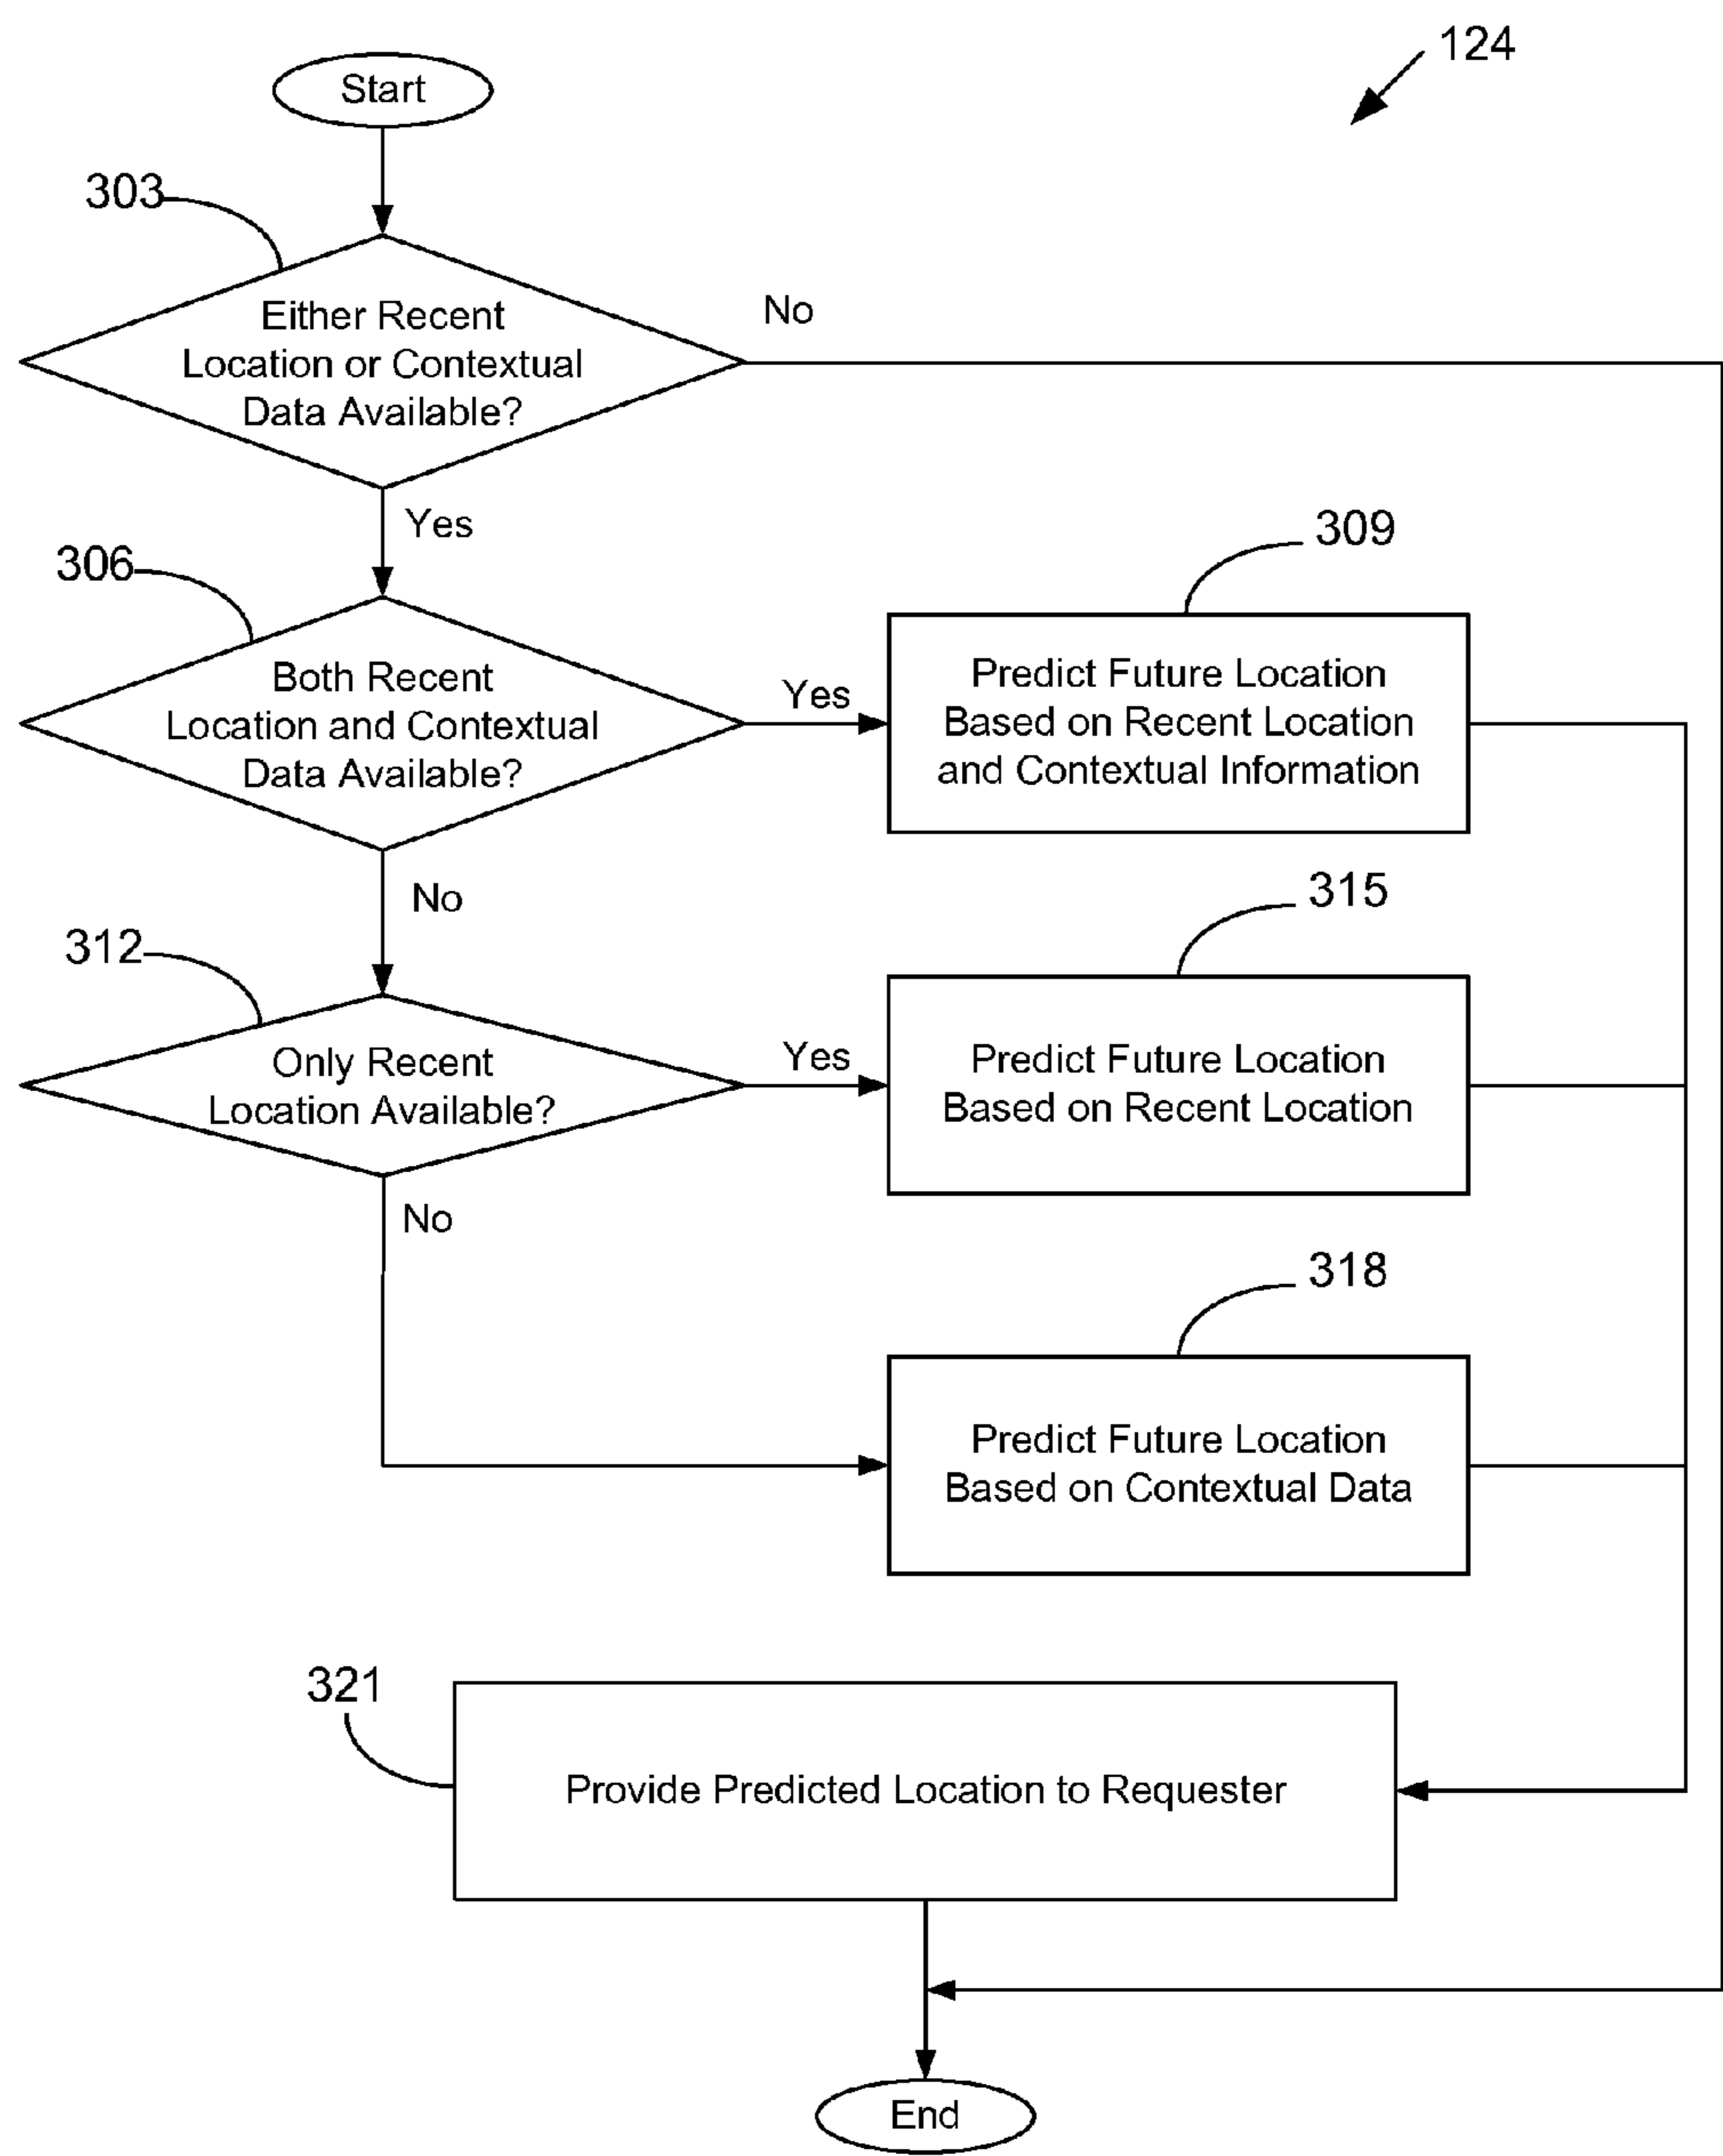 124
Start
303
Either Recent
Location or Contextual
Data Available?
No
Yes
306
Both Recent
Location and Contextual
Data Available?
Yes
309
Predict Future Location
Based on Recent Location
and Contextual Information
No
312
Only Recent
Location Available?
Yes
315
Predict Future Location
Based on Recent Location
No
318
Predict Future Location
Based on Contextual Data
321
Provide Predicted Location to Requester
End